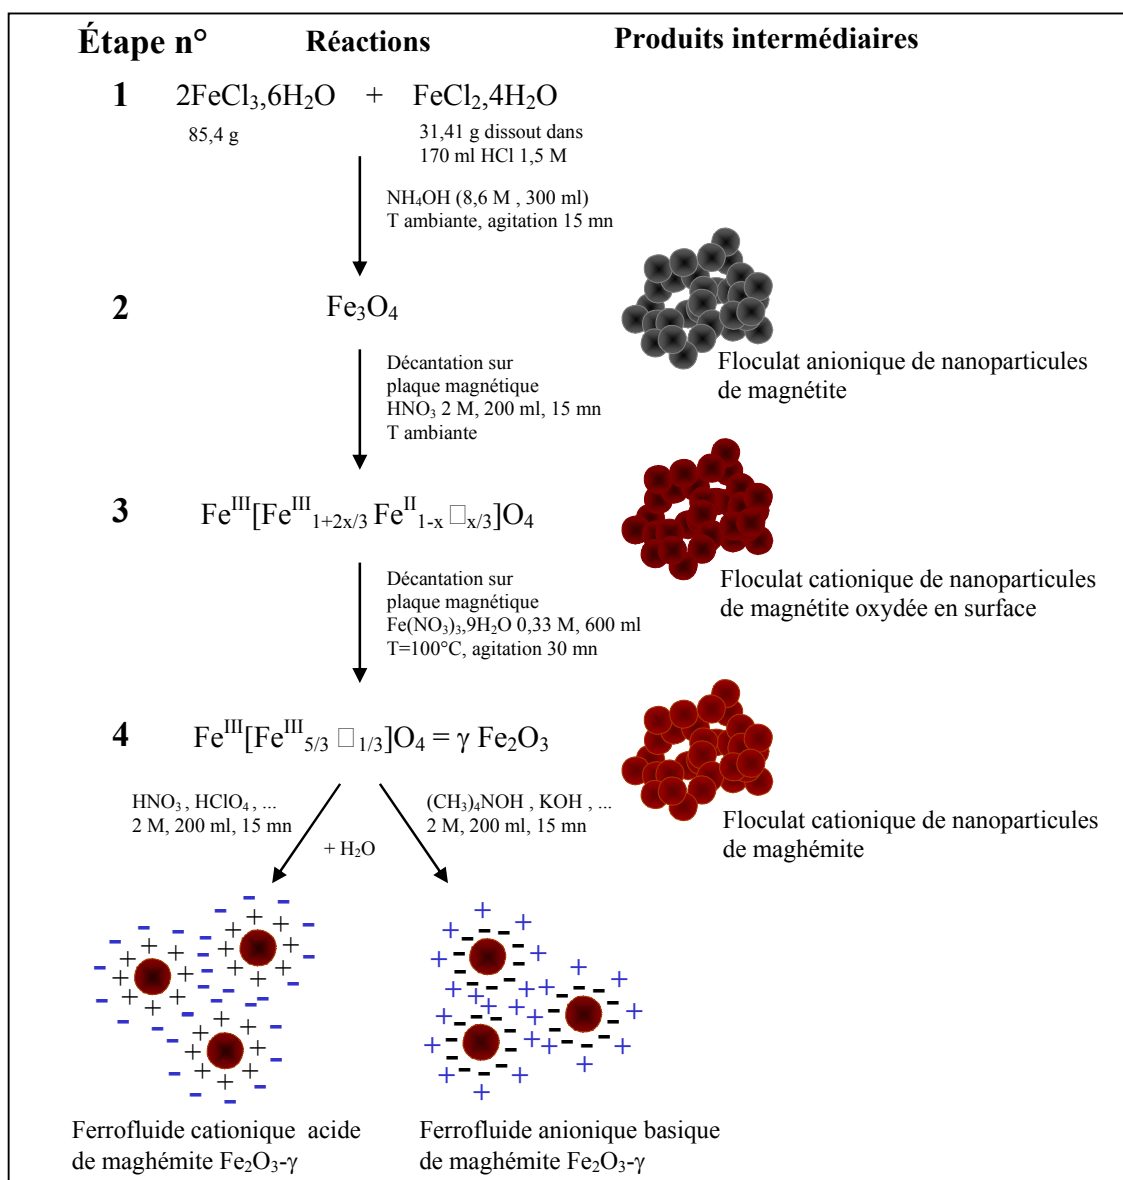 Étape n° Réactions Produits intermédiaires
1 2FeCl₃,6H₂O + FeCl₂,4H₂O
85,4 g
31,41 g dissout dans
170 ml HCl 1,5 M
NH₄OH (8,6 M , 300 ml)
T ambiante, agitation 15 mn
2 Fe₃O₄
Floculat anionique de nanoparticules
de magnétite
Décantation sur
plaque magnétique
HNO₃ 2 M, 200 ml, 15 mn
T ambiante
3 Feᴵᴵᴵ[Feᴵᴵᴵ₁₊₂ₓ/₃ Feᴵᴵ₁₋ₓ □ₓ/₃]O₄
Floculat cationique de nanoparticules
de magnétite oxydée en surface
Décantation sur
plaque magnétique
Fe(NO₃)₃,9H₂O 0,33 M, 600 ml
T=100°C, agitation 30 mn
4 Feᴵᴵᴵ[Feᴵᴵᴵ₅/₃ □ ₁/₃]O₄ = γ Fe₂O₃
Floculat cationique de nanoparticules
de maghémite
HNO₃ , HClO₄ , ...
2 M, 200 ml, 15 mn
+ H₂O
(CH₃)₄NOH , KOH , ...
2 M, 200 ml, 15 mn
Ferrofluide cationique acide
de maghémite Fe₂O₃-γ
Ferrofluide anionique basique
de maghémite Fe₂O₃-γ